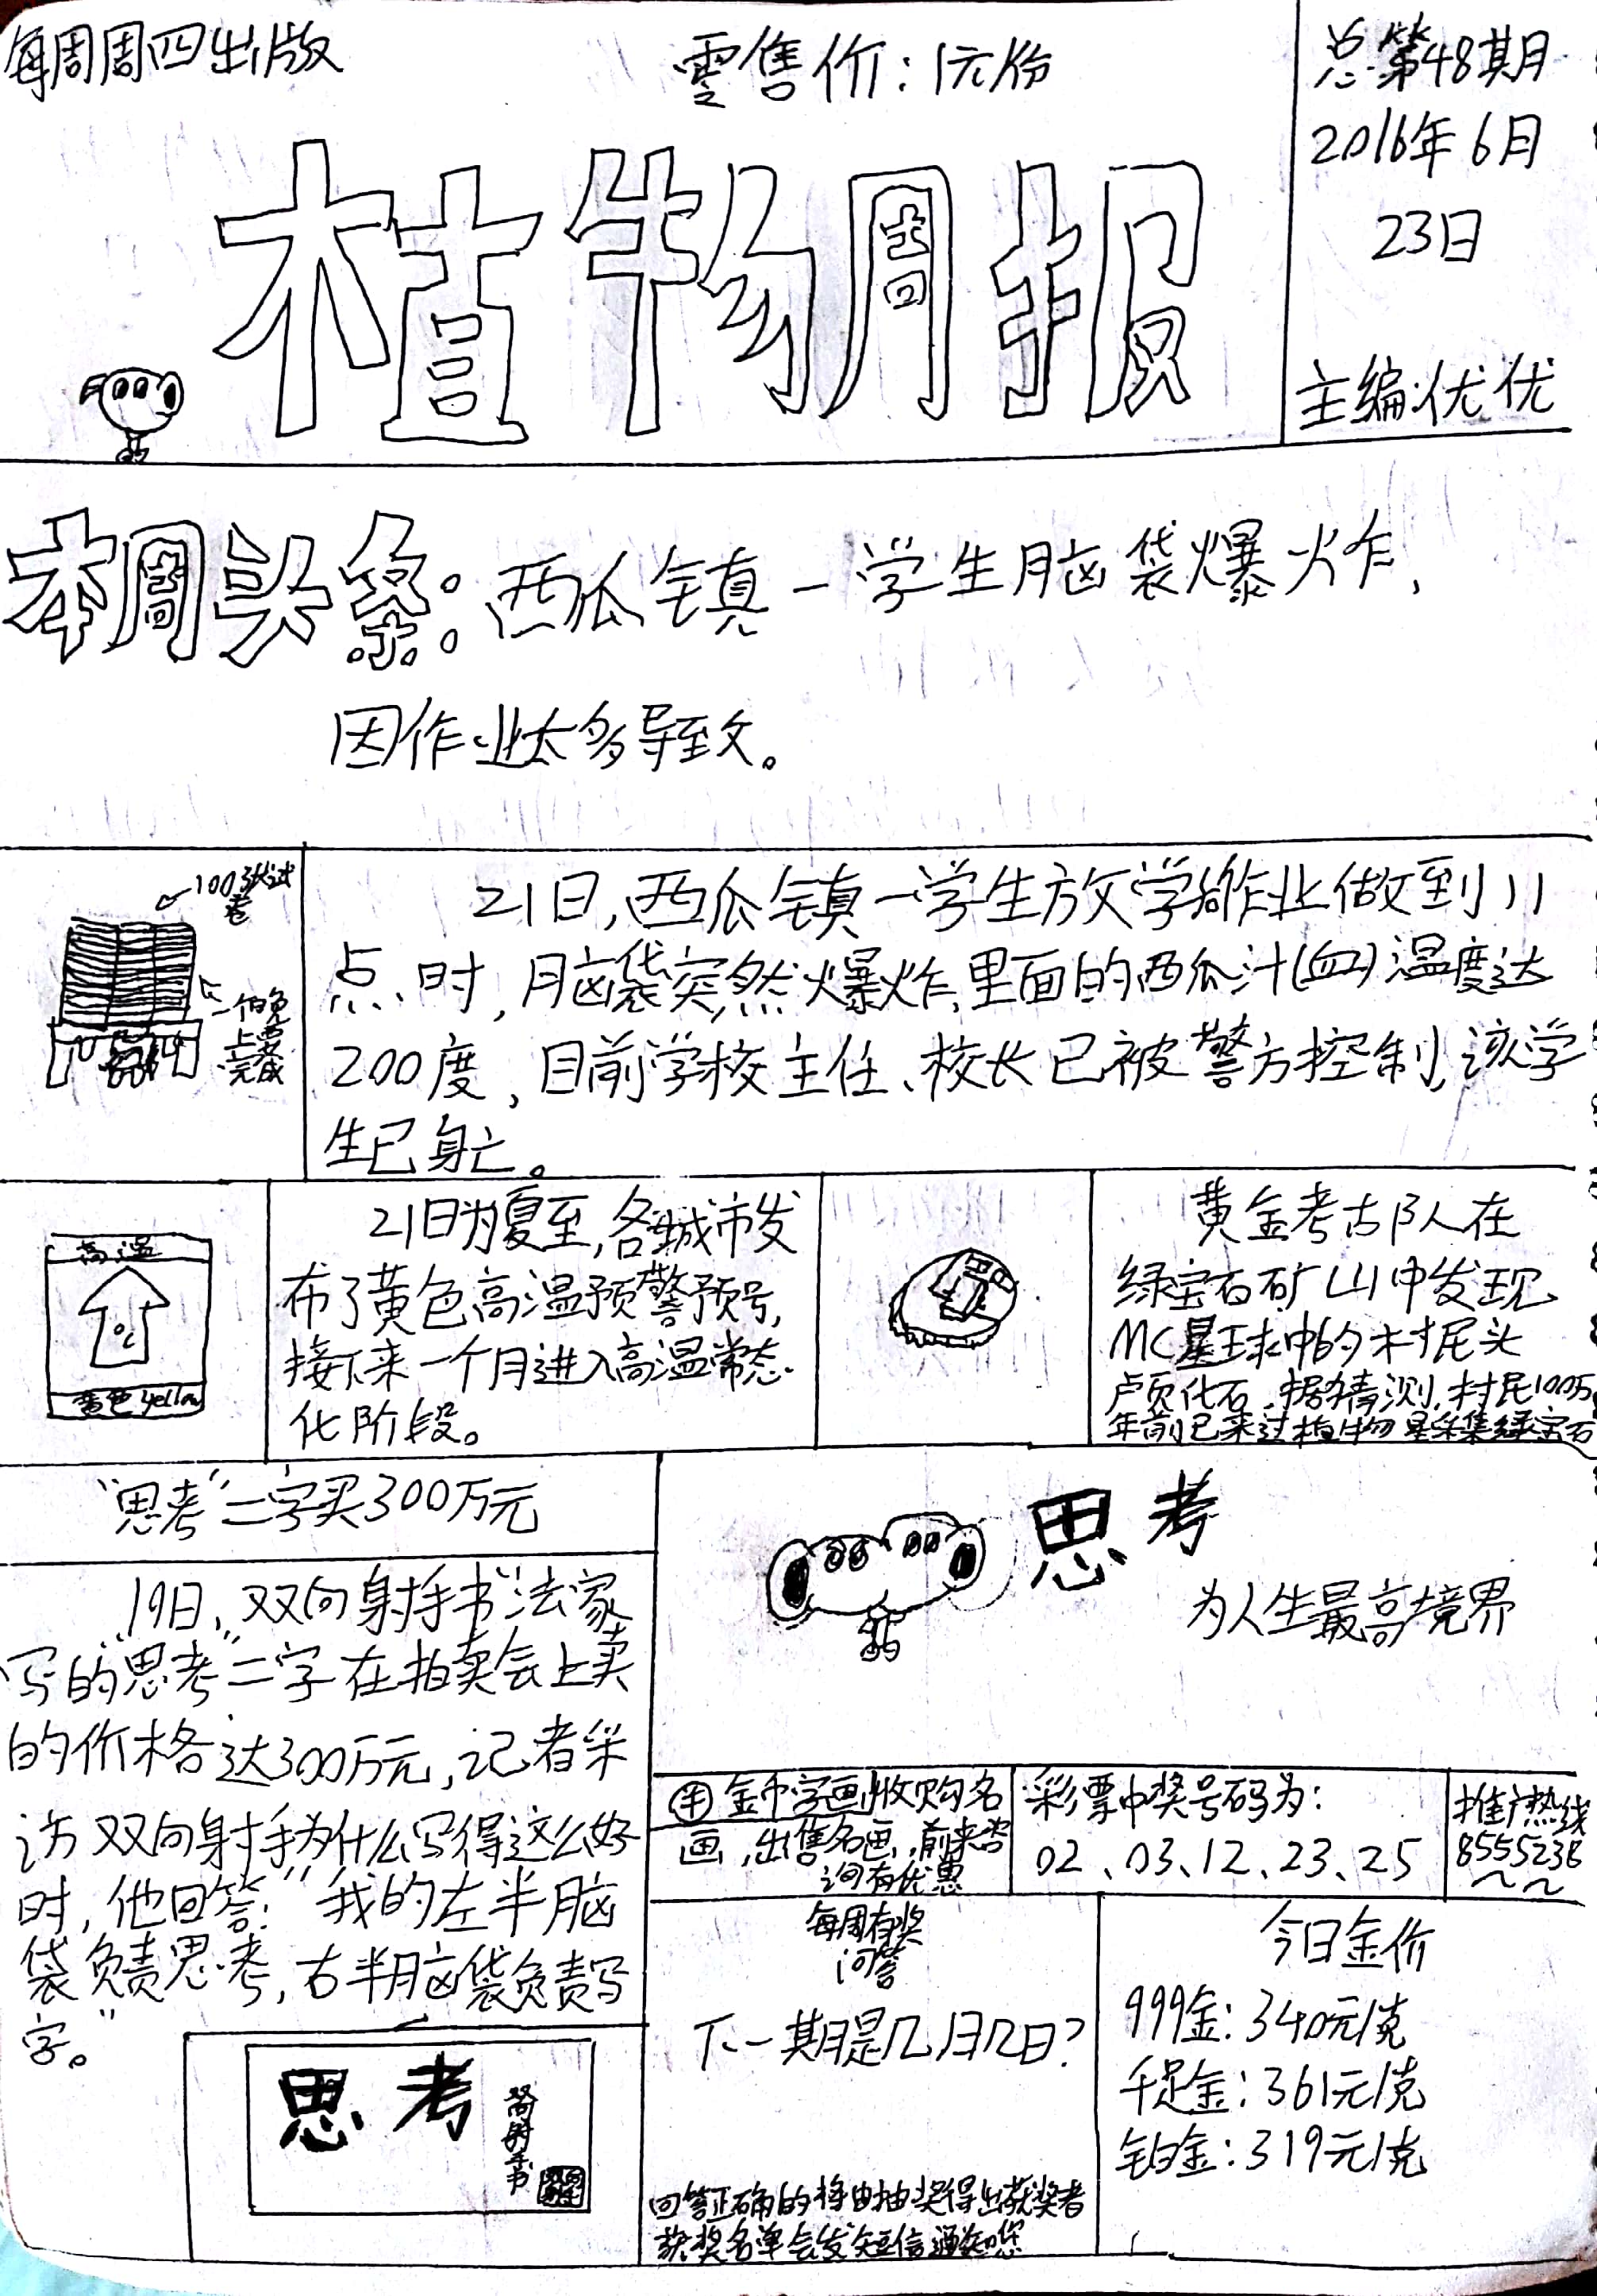 每周周四出版
零售价：1元/份
总第48期
2016年6月
23日
主编:优优
植物周报
本周头条：西瓜镇一学生脑袋爆炸，
因作业太多导致。
100张试
卷
一个晚
上要
完成
21日，西瓜镇一学生放学作业做到11
点时，脑袋突然爆炸，里面的西瓜汁(血)温度达
200度，目前学校主任、校长已被警方控制，该学
生已身亡。
高温
℃
黄色 yellow
21日为夏至，各城市发
布了黄色高温预警预号，
接下来一个月进入高温常态
化阶段。
黄金考古队人在
绿宝石矿山中发现
MC星球中的村民头
卢页化石，据猜测，村民100万
年前已来过植物星采集绿宝石
“思考”二字买300万元
19日，双向射手书法家
写的“思考”二字在拍卖会上卖
的价格达300万元，记者采
访双向射手为什么写得这么好
时，他回答：“我的左半脑
袋负责思考，右半脑袋负责写
字。”
思考
双向射手书
思考
为人生最高境界
金币字画收购名
画，出售名画，前来咨
询有优惠
彩票中奖号码为：
02、03、12、23、25
推广热线
8555238
每周有奖
问答
下一期是几月几日？
回答正确的将由抽奖得出获奖者
获奖名单会发短信通知您
今日金价
999金：340元/克
千足金：361元/克
铂金：319元/克